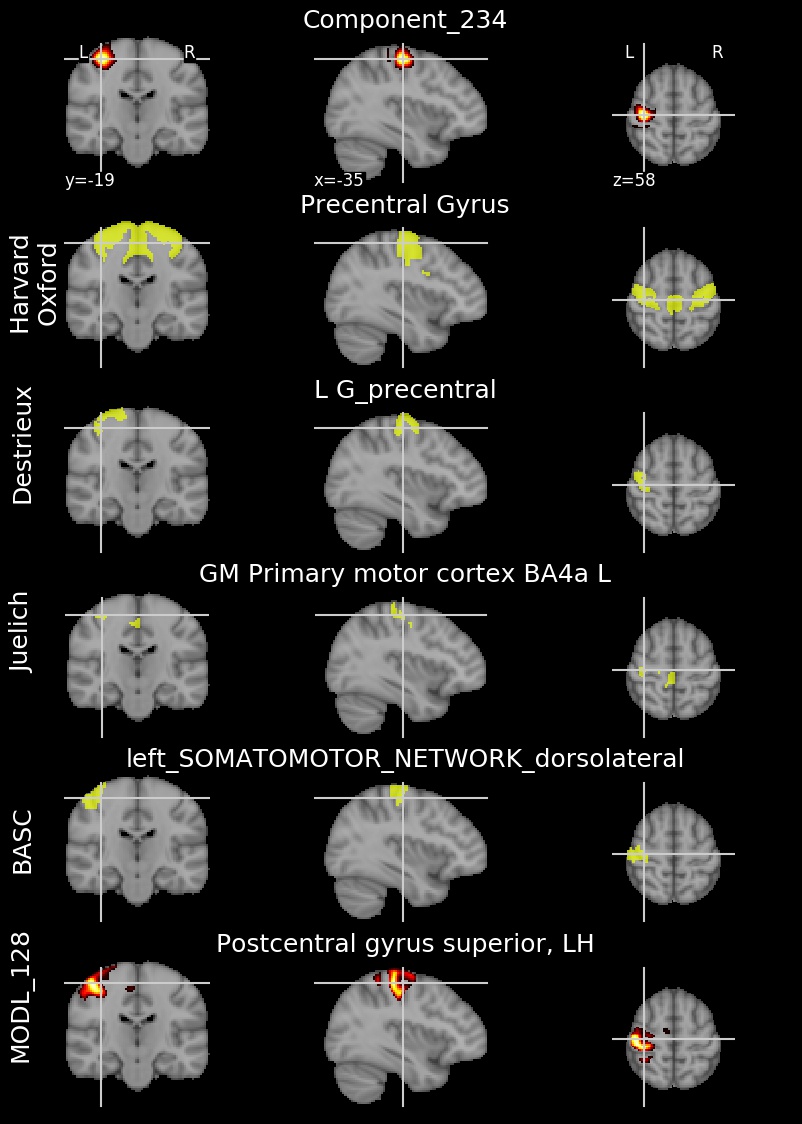 Component_234
L R
L R
y=-19
x=-35
z=58
Precentral Gyrus
Harvard
Oxford
L G_precentral
Destrieux
GM Primary motor cortex BA4a L
Juelich
left_SOMATOMOTOR_NETWORK_dorsolateral
BASC
Postcentral gyrus superior, LH
MODL_128